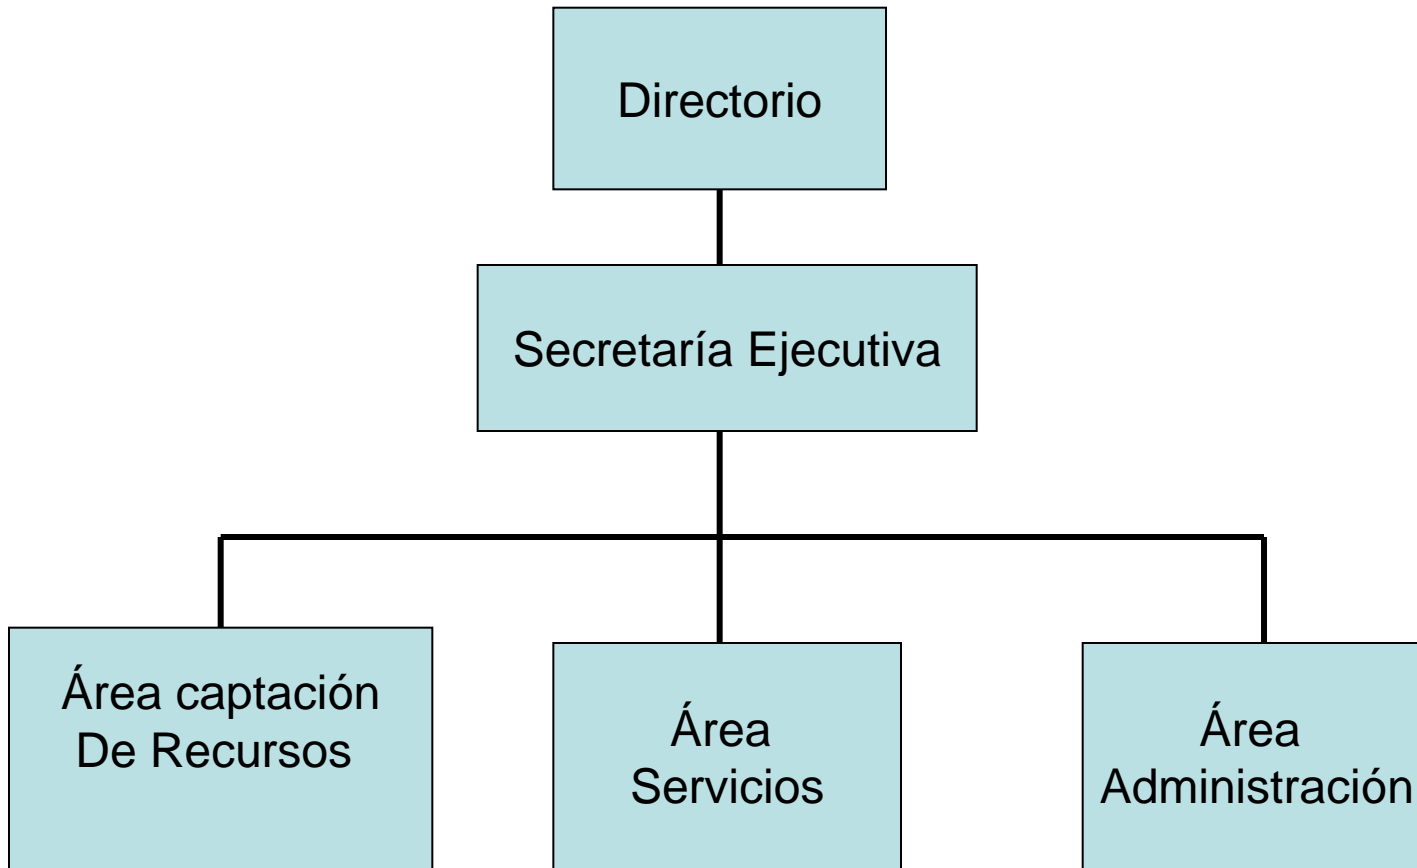 Directorio
Secretaría Ejecutiva
Área captación
De Recursos
Área
Servicios
Área
Administración